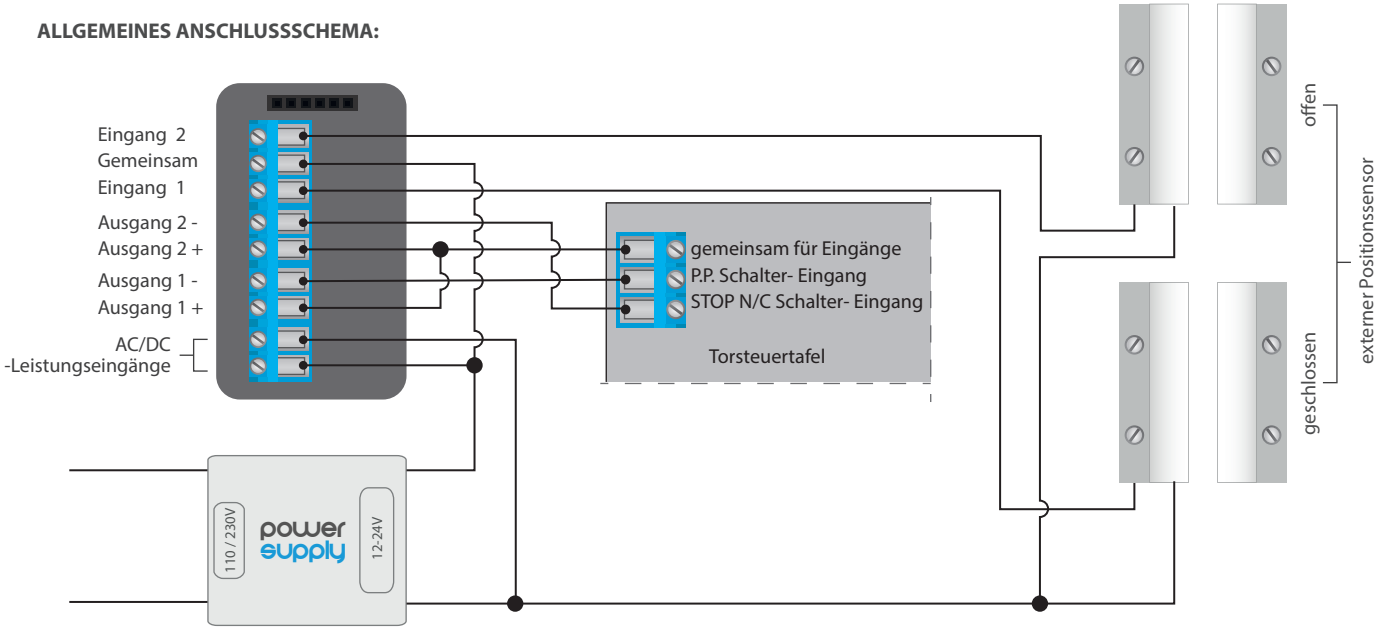 ALLGEMEINES ANSCHLUSSSCHEMA:
Eingang 2
Gemeinsam
Eingang 1
Ausgang 2 -
Ausgang 2 +
Ausgang 1 -
Ausgang 1 +
AC/DC
-Leistungseingänge
gemeinsam für Eingänge
P.P. Schalter- Eingang
STOP N/C Schalter- Eingang
Torsteuertafel
offen
geschlossen
externer Positionssensor
110 / 230V
power
supply
12-24V